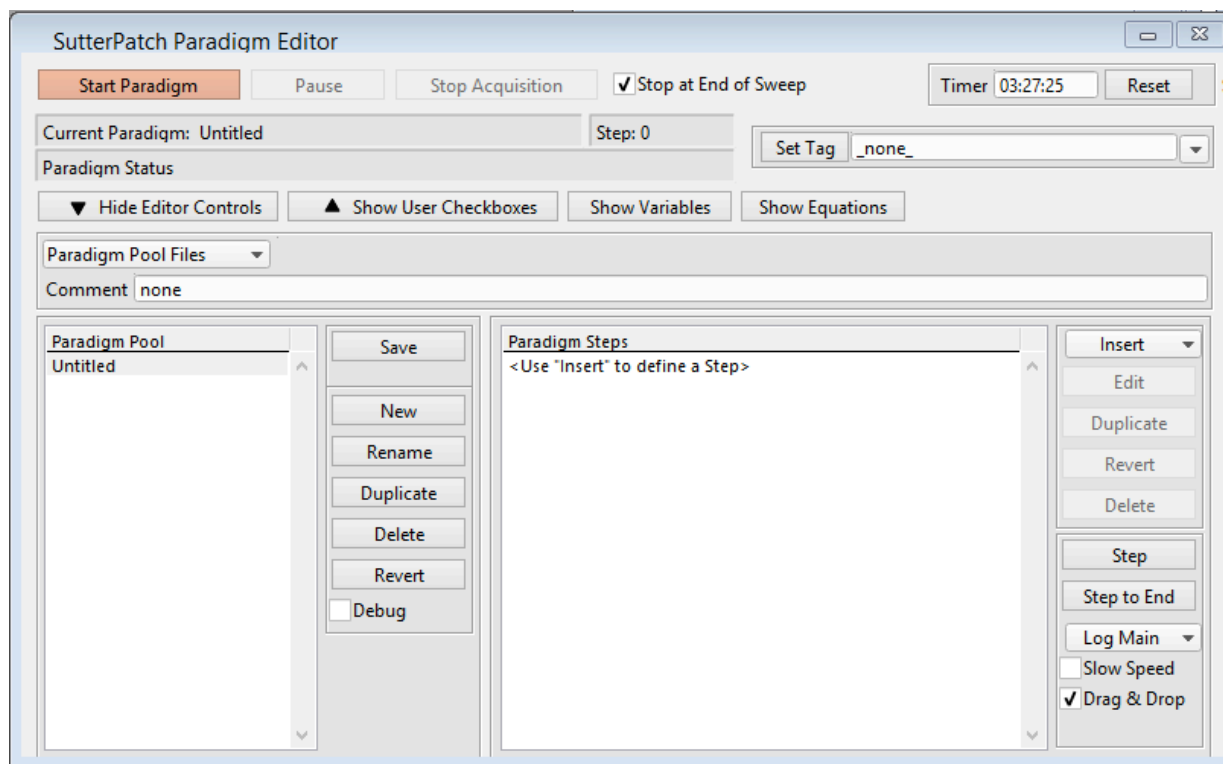 SutterPatch Paradigm Editor
Start Paradigm Pause Stop Acquisition Stop at End of Sweep Timer 03:27:25 Reset
Current Paradigm: Untitled Step: 0
Set Tag _none_
Paradigm Status
Hide Editor Controls Show User Checkboxes Show Variables Show Equations
Paradigm Pool Files
Comment none
Paradigm Pool
Untitled
Save
New
Rename
Duplicate
Delete
Revert
Debug
Paradigm Steps
<Use "Insert" to define a Step>
Insert
Edit
Duplicate
Revert
Delete
Step
Step to End
Log Main
Slow Speed
Drag & Drop